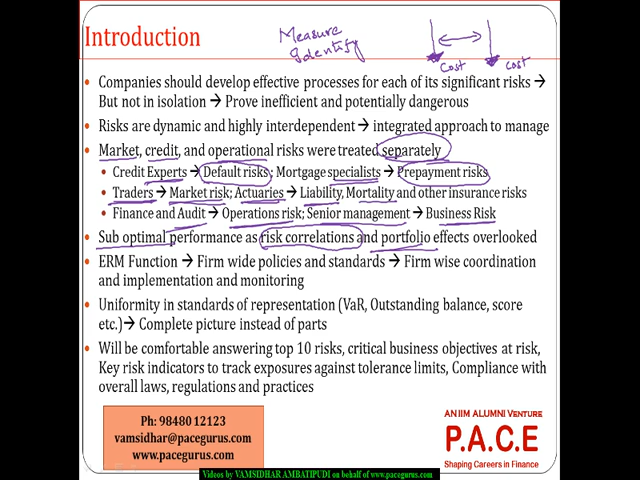 Introduction
Measure
Identify
cost
cost
• Companies should develop effective processes for each of its significant risks →
But not in isolation → Prove inefficient and potentially dangerous
• Risks are dynamic and highly interdependent → integrated approach to manage
• Market, credit, and operational risks were treated separately
• Credit Experts → Default risks; Mortgage specialists → Prepayment risks
• Traders → Market risk; Actuaries → Liability, Mortality and other insurance risks
• Finance and Audit → Operations risk; Senior management → Business Risk
• Sub optimal performance as risk correlations and portfolio effects overlooked
• ERM Function → Firm wide policies and standards → Firm wise coordination
and implementation and monitoring
• Uniformity in standards of representation (VaR, Outstanding balance, score
etc.) → Complete picture instead of parts
• Will be comfortable answering top 10 risks, critical business objectives at risk,
Key risk indicators to track exposures against tolerance limits, Compliance with
overall laws, regulations and practices
Ph: 98480 12123
vamsidhar@pacegurus.com
www.pacegurus.com
AN IIM ALUMNI VENTURE
P.A.C.E
Shaping Careers in Finance
Videos by VAMSIDHAR AMBATIPUDI on behalf of www.pacegurus.com